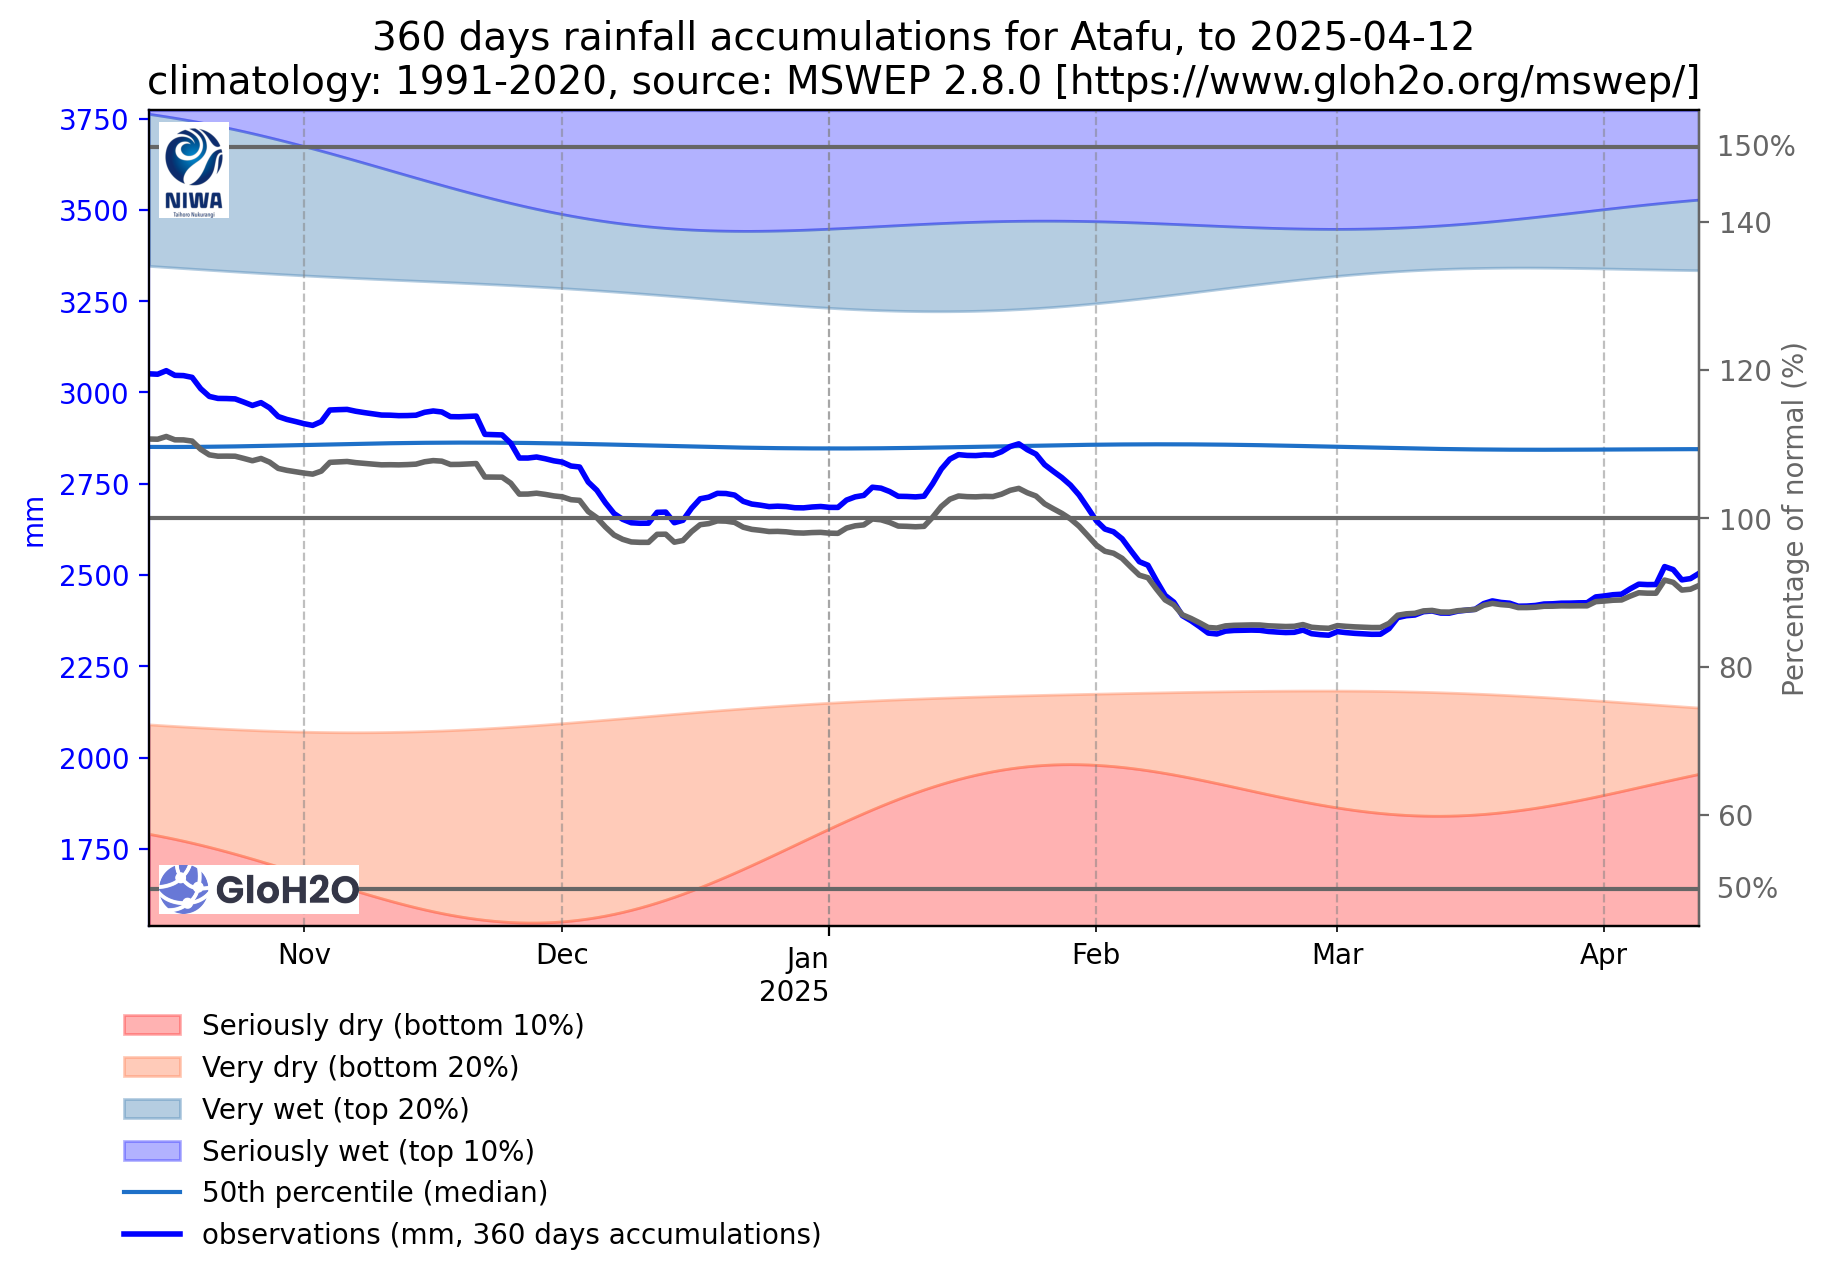 360 days rainfall accumulations for Atafu, to 2025-04-12
climatology: 1991-2020, source: MSWEP 2.8.0 [https://www.gloh2o.org/mswep/]
3750
3500
3250
3000
2750
2500
2250
2000
1750
mm
150%
140
120
100
80
60
50%
Percentage of normal (%)
NIWA
Taihoro Nukurangi
GloH2O
Nov
Dec
Jan
2025
Feb
Mar
Apr
Seriously dry (bottom 10%)
Very dry (bottom 20%)
Very wet (top 20%)
Seriously wet (top 10%)
50th percentile (median)
observations (mm, 360 days accumulations)